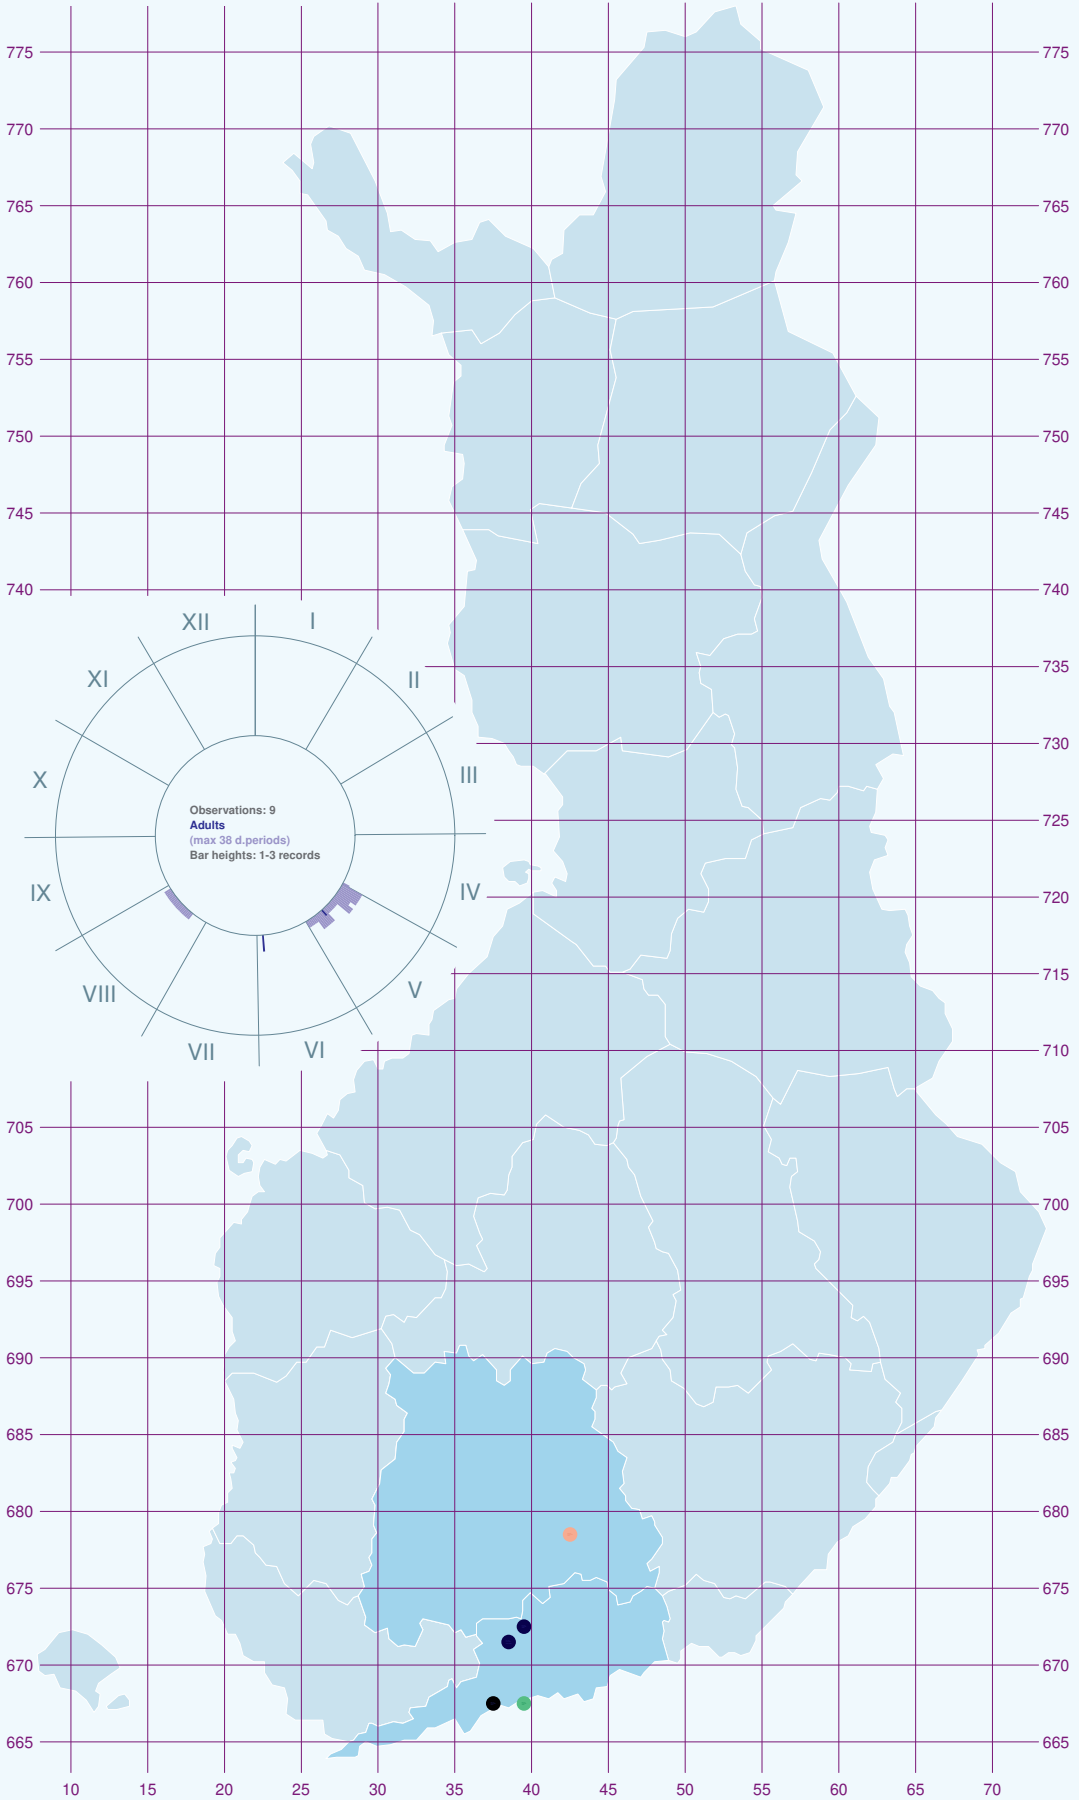 775 775
770 770
765 765
760 760
755 755
750 750
745 745
740 740
XII I
735
XI II
730
X III
Observations: 9
Adults
(max 38 d.periods)
Bar heights: 1-3 records
725
IX IV
720
715
VIII V
VII VI
710
705 705
700 700
695 695
690 690
685 685
680 680
675 675
670 670
665 665
10 15 20 25 30 35 40 45 50 55 60 65 70